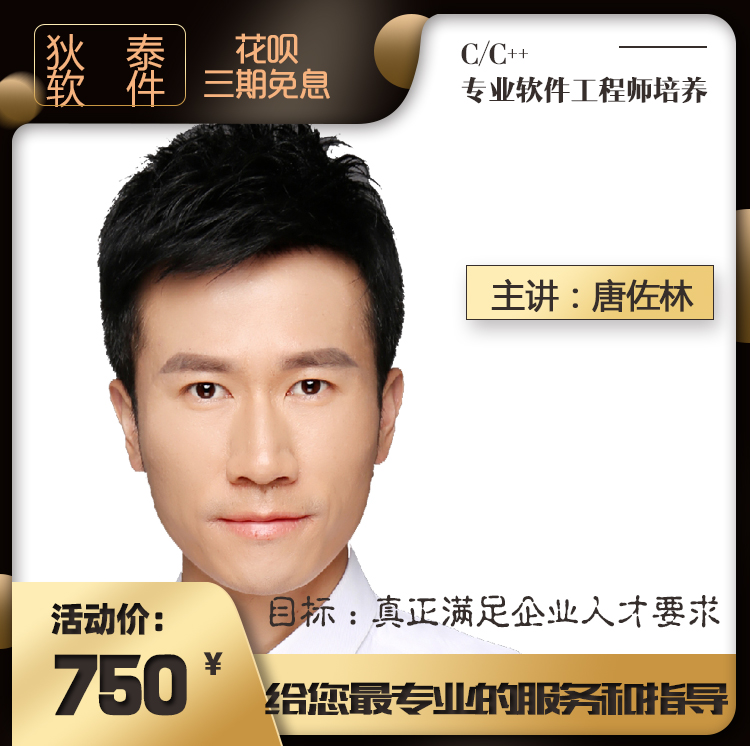 狄泰
软件
花呗
三期免息
C/C++
专业软件工程师培养
主讲：唐佐林
目标：真正满足企业人才要求
活动价：
750￥
给您最专业的服务和指导